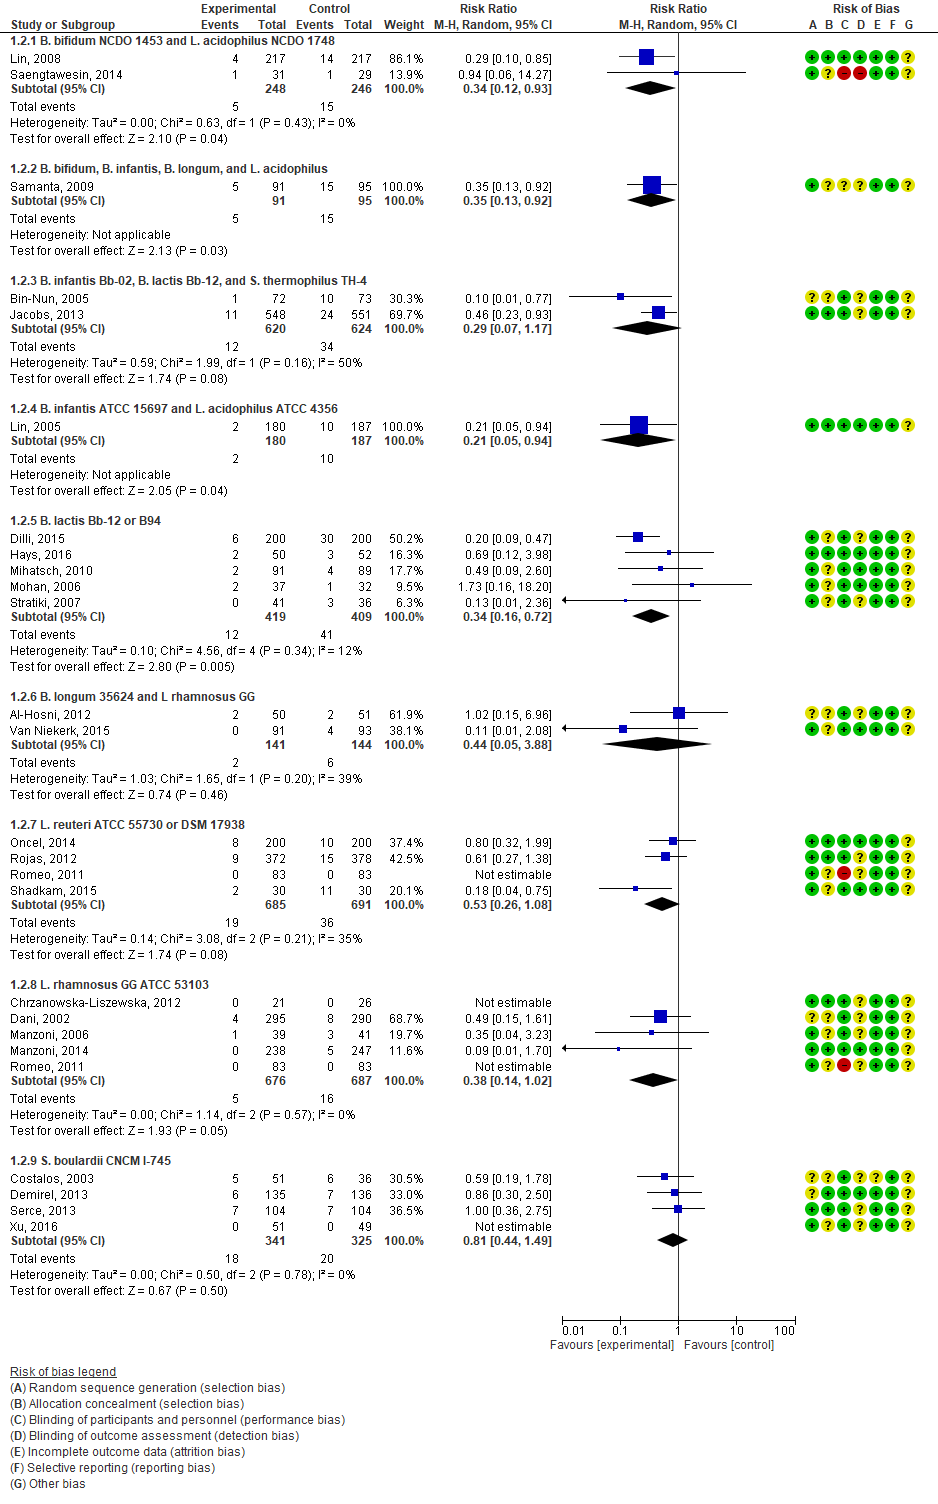 Experimental Control Risk Ratio Risk Ratio Risk of Bias
Study or Subgroup Events Total Events Total Weight M-H, Random, 95% CI M-H, Random, 95% CI A B C D E F G
1.2.1 B. bifidum NCDO 1453 and L. acidophilus NCDO 1748
Lin, 2008 4 217 14 217 86.1% 0.29 [0.10, 0.85] + + + + + + ?
Saengtawesin, 2014 1 31 1 29 13.9% 0.94 [0.06, 14.27] + ? - - + + ?
Subtotal (95% CI) 248 246 100.0% 0.34 [0.12, 0.93]
Total events 5 15
Heterogeneity: Tau² = 0.00; Chi² = 0.63, df = 1 (P = 0.43); I² = 0%
Test for overall effect: Z = 2.10 (P = 0.04)
1.2.2 B. bifidum, B. infantis, B. longum, and L. acidophilus
Samanta, 2009 5 91 15 95 100.0% 0.35 [0.13, 0.92] + ? ? ? + + ?
Subtotal (95% CI) 91 95 100.0% 0.35 [0.13, 0.92]
Total events 5 15
Heterogeneity: Not applicable
Test for overall effect: Z = 2.13 (P = 0.03)
1.2.3 B. infantis Bb-02, B. lactis Bb-12, and S. thermophilus TH-4
Bin-Nun, 2005 1 72 10 73 30.3% 0.10 [0.01, 0.77] ? ? + ? + + ?
Jacobs, 2013 11 548 24 551 69.7% 0.46 [0.23, 0.93] + + + ? + + ?
Subtotal (95% CI) 620 624 100.0% 0.29 [0.07, 1.17]
Total events 12 34
Heterogeneity: Tau² = 0.59; Chi² = 1.99, df = 1 (P = 0.16); I² = 50%
Test for overall effect: Z = 1.74 (P = 0.08)
1.2.4 B. infantis ATCC 15697 and L. acidophilus ATCC 4356
Lin, 2005 2 180 10 187 100.0% 0.21 [0.05, 0.94] + + + + + + ?
Subtotal (95% CI) 180 187 100.0% 0.21 [0.05, 0.94]
Total events 2 10
Heterogeneity: Not applicable
Test for overall effect: Z = 2.05 (P = 0.04)
1.2.5 B. lactis Bb-12 or B94
Dilli, 2015 6 200 30 200 50.2% 0.20 [0.09, 0.47] + ? + ? + + ?
Hays, 2016 2 50 3 52 16.3% 0.69 [0.12, 3.98] + + + + + + ?
Mihatsch, 2010 2 91 4 89 17.7% 0.49 [0.09, 2.60] + ? + + + + ?
Mohan, 2006 2 37 1 32 9.5% 1.73 [0.16, 18.20] + ? + ? + + ?
Stratiki, 2007 0 41 3 36 6.3% 0.13 [0.01, 2.36] + ? + ? + + ?
Subtotal (95% CI) 419 409 100.0% 0.34 [0.16, 0.72]
Total events 12 41
Heterogeneity: Tau² = 0.10; Chi² = 4.56, df = 4 (P = 0.34); I² = 12%
Test for overall effect: Z = 2.80 (P = 0.005)
1.2.6 B. longum 35624 and L rhamnosus GG
Al-Hosni, 2012 2 50 2 51 61.9% 1.02 [0.15, 6.96] ? ? + ? + + ?
Van Niekerk, 2015 0 91 4 93 38.1% 0.11 [0.01, 2.08] + ? + + + + ?
Subtotal (95% CI) 141 144 100.0% 0.44 [0.05, 3.88]
Total events 2 6
Heterogeneity: Tau² = 1.03; Chi² = 1.65, df = 1 (P = 0.20); I² = 39%
Test for overall effect: Z = 0.74 (P = 0.46)
1.2.7 L. reuteri ATCC 55730 or DSM 17938
Oncel, 2014 8 200 10 200 37.4% 0.80 [0.32, 1.99] + + + + + + ?
Rojas, 2012 9 372 15 378 42.5% 0.61 [0.27, 1.38] + + + ? + + ?
Romeo, 2011 0 83 0 83 Not estimable + ? - ? + + ?
Shadkam, 2015 2 30 11 30 20.1% 0.18 [0.04, 0.75] + ? + ? + + ?
Subtotal (95% CI) 685 691 100.0% 0.53 [0.26, 1.08]
Total events 19 36
Heterogeneity: Tau² = 0.14; Chi² = 3.08, df = 2 (P = 0.21); I² = 35%
Test for overall effect: Z = 1.74 (P = 0.08)
1.2.8 L. rhamnosus GG ATCC 53103
Chrzanowska-Liszewska, 2012 0 21 0 26 Not estimable + + + ? + + ?
Dani, 2002 4 295 8 290 68.7% 0.49 [0.15, 1.61] ? ? + ? + + ?
Manzoni, 2006 1 39 3 41 19.7% 0.35 [0.04, 3.23] + ? + + + + ?
Manzoni, 2014 0 238 5 247 11.6% 0.09 [0.01, 1.70] + + + + + + ?
Romeo, 2011 0 83 0 83 Not estimable + ? - ? + + ?
Subtotal (95% CI) 676 687 100.0% 0.38 [0.14, 1.02]
Total events 5 16
Heterogeneity: Tau² = 0.00; Chi² = 1.14, df = 2 (P = 0.57); I² = 0%
Test for overall effect: Z = 1.93 (P = 0.05)
1.2.9 S. boulardii CNCM I-745
Costalos, 2003 5 51 6 36 30.5% 0.59 [0.19, 1.78] ? ? + ? ? + ?
Demirel, 2013 6 135 7 136 33.0% 0.86 [0.30, 2.50] ? + + + + + ?
Serce, 2013 7 104 7 104 36.5% 1.00 [0.36, 2.75] + + + ? + + ?
Xu, 2016 0 51 0 49 Not estimable + ? + ? + + ?
Subtotal (95% CI) 341 325 100.0% 0.81 [0.44, 1.49]
Total events 18 20
Heterogeneity: Tau² = 0.00; Chi² = 0.50, df = 2 (P = 0.78); I² = 0%
Test for overall effect: Z = 0.67 (P = 0.50)
0.01 0.1 1 10 100
Favours [experimental] Favours [control]
Risk of bias legend
(A) Random sequence generation (selection bias)
(B) Allocation concealment (selection bias)
(C) Blinding of participants and personnel (performance bias)
(D) Blinding of outcome assessment (detection bias)
(E) Incomplete outcome data (attrition bias)
(F) Selective reporting (reporting bias)
(G) Other bias